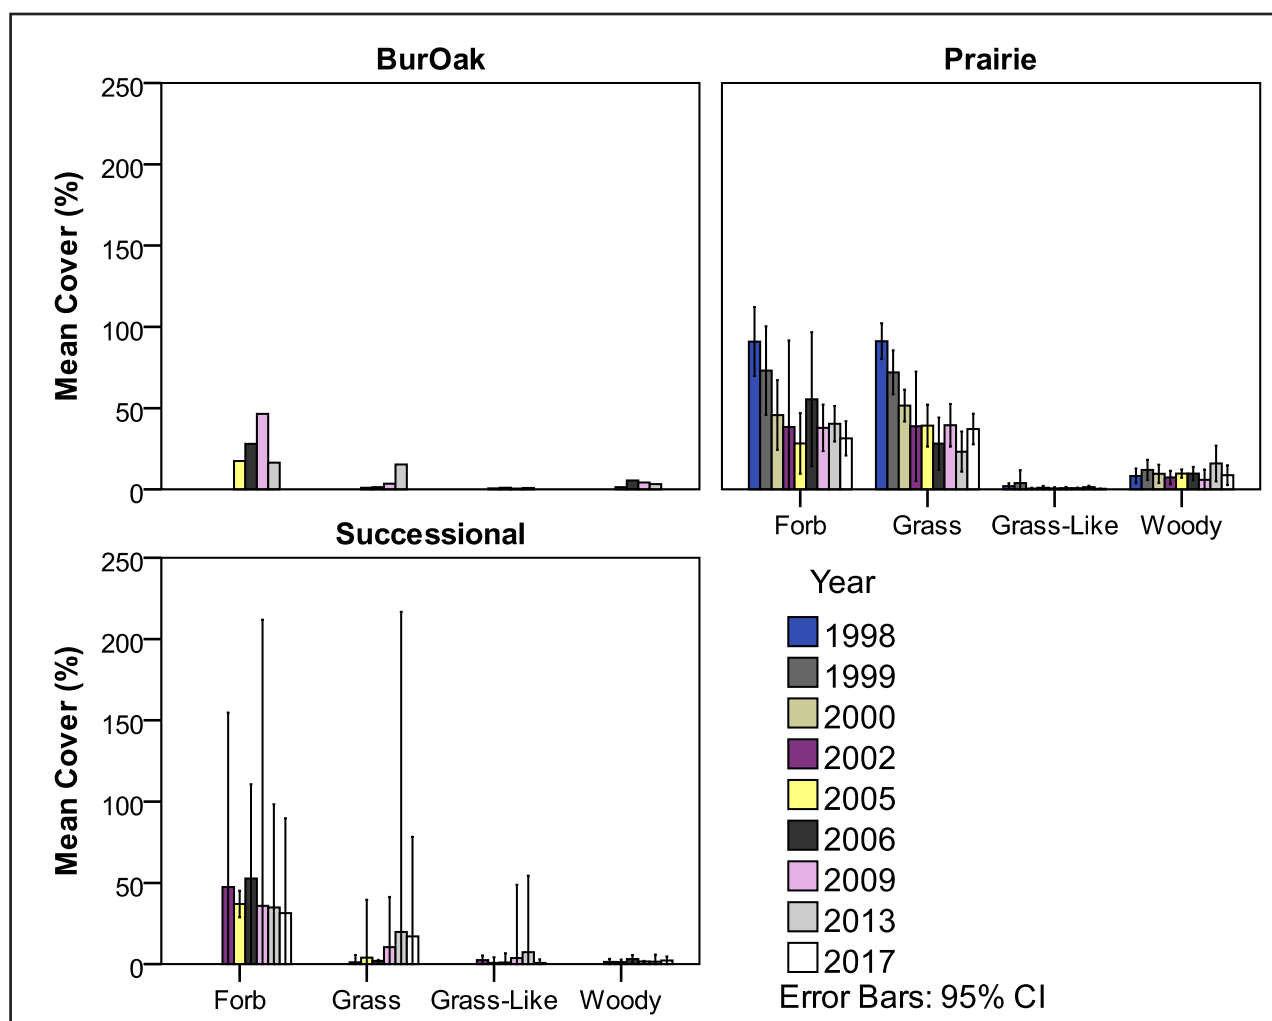 BurOak
Prairie
250
200
150
100
50
0
Mean Cover (%)
Forb
Grass
Grass-Like
Woody
Successional
250
200
150
100
50
0
Mean Cover (%)
Forb
Grass
Grass-Like
Woody
Year
1998
1999
2000
2002
2005
2006
2009
2013
2017
Error Bars: 95% CI